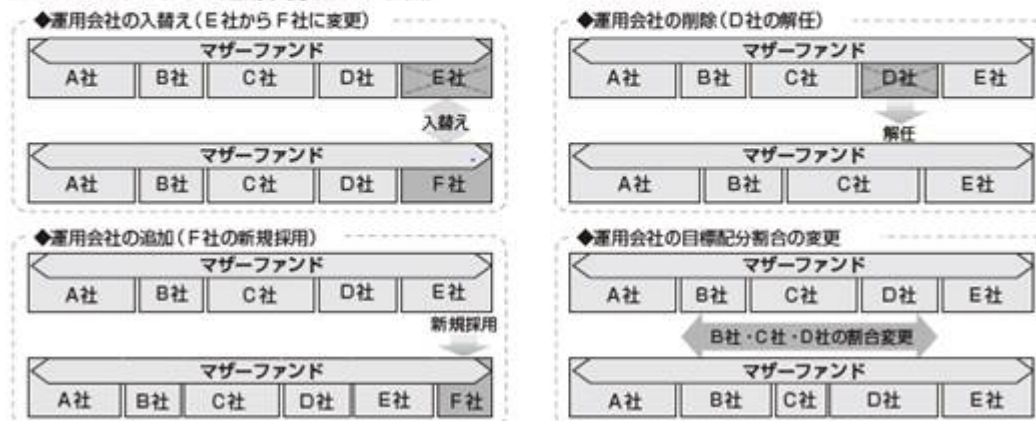 ◆運用会社の入替え(E社からF社に変更)
マザーファンド
A社 B社 C社 D社 E社
入替え
マザーファンド
A社 B社 C社 D社 F社
◆運用会社の削除(D社の解任)
マザーファンド
A社 B社 C社 D社 E社
解任
マザーファンド
A社 B社 C社 E社
◆運用会社の追加(F社の新規採用)
マザーファンド
A社 B社 C社 D社 E社
新規採用
マザーファンド
A社 B社 C社 D社 E社 F社
◆運用会社の目標配分割合の変更
マザーファンド
A社 B社 C社 D社 E社
B社・C社・D社の割合変更
マザーファンド
A社 B社 C社 D社 E社